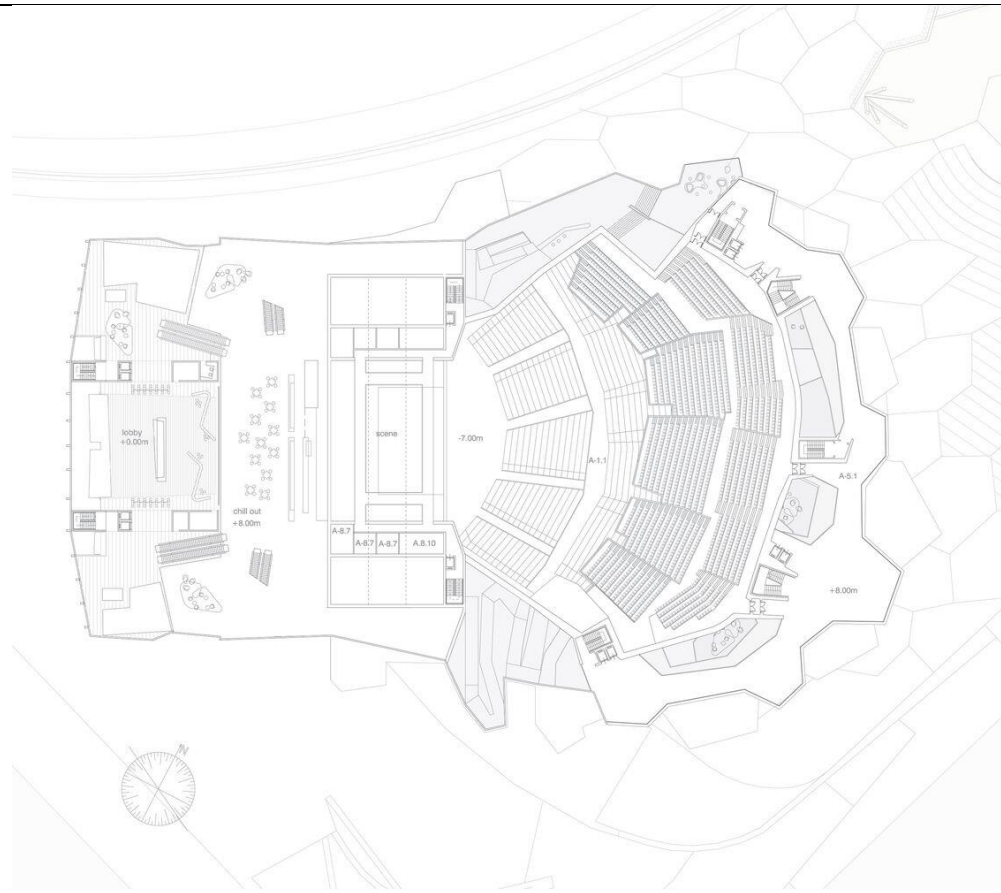 lobby
+0.00m
chill out
+8.00m
scene
-7.00m
A-1.1
A-8.7
A-8.7
A-8.7
A.8.10
A-5.1
+8.00m
N